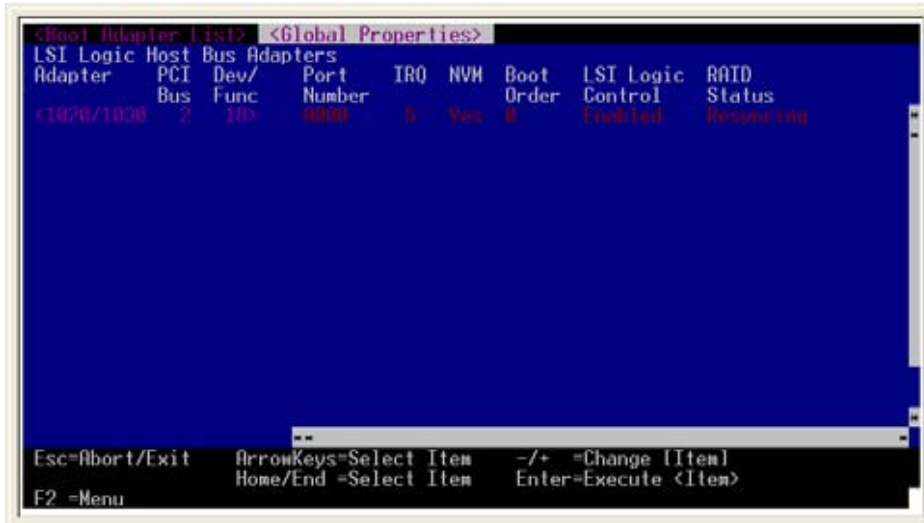 <Boot Adapter List> <Global Properties>
LSI Logic Host Bus Adapters
Adapter PCI Dev/ Port IRQ NVM Boot LSI Logic RAID
Bus Func Number Order Control Status
<1020/1030 2 18> 0000 5 Yes 0 Enabled Resyncing
Esc=Abort/Exit ArrowKeys=Select Item -/+ =Change [Item]
Home/End =Select Item Enter=Execute <Item>
F2 =Menu